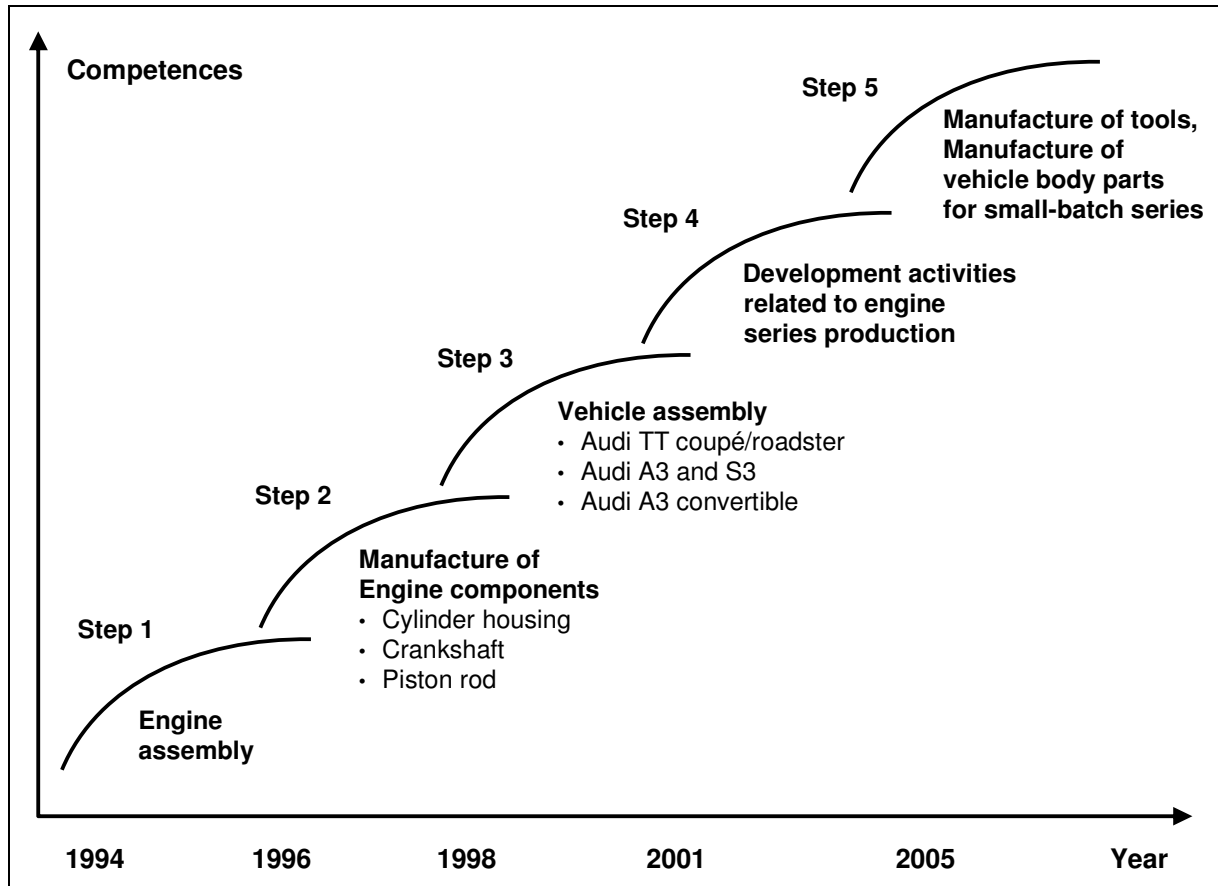 Competences
Step 5
Manufacture of tools,
Manufacture of
vehicle body parts
for small-batch series
Step 4
Development activities
related to engine
series production
Step 3
Vehicle assembly
• Audi TT coupé/roadster
• Audi A3 and S3
• Audi A3 convertible
Step 2
Manufacture of
Engine components
• Cylinder housing
• Crankshaft
• Piston rod
Step 1
Engine
assembly
1994 1996 1998 2001 2005 Year